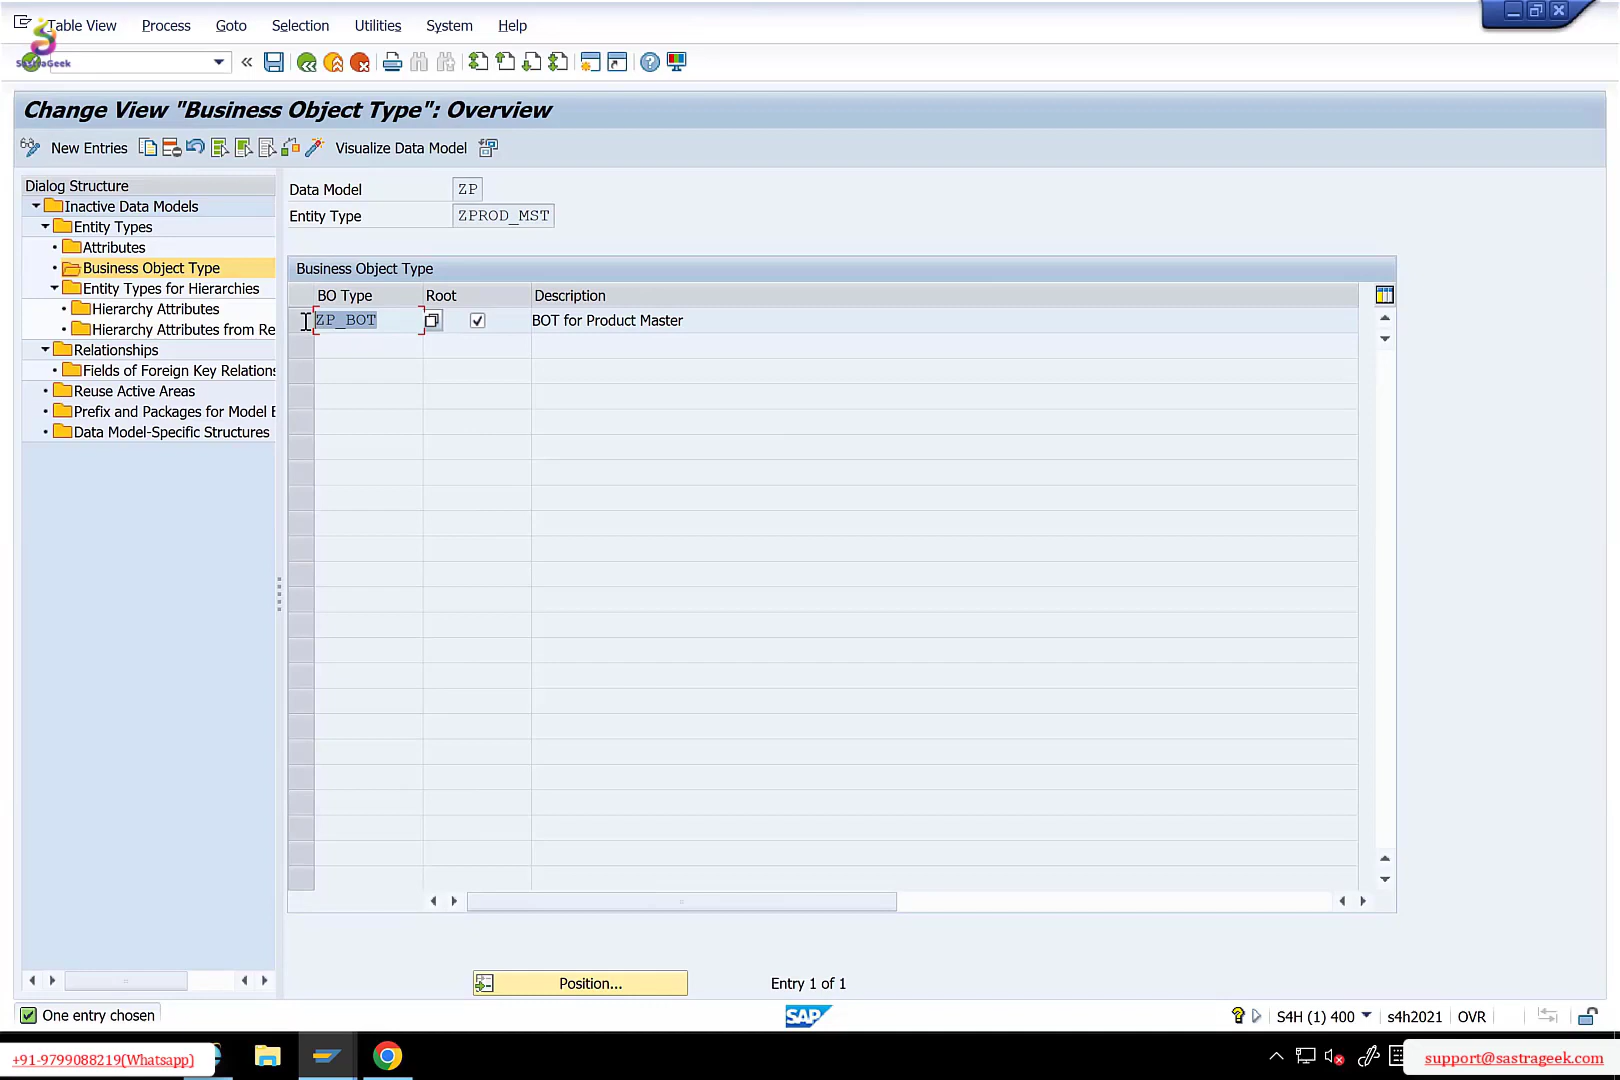 Table View Process Goto Selection Utilities System Help
SastraGeek
Change View "Business Object Type": Overview
New Entries Visualize Data Model
Dialog Structure
Inactive Data Models
Entity Types
Attributes
Business Object Type
Entity Types for Hierarchies
Hierarchy Attributes
Hierarchy Attributes from Re
Relationships
Fields of Foreign Key Relations
Reuse Active Areas
Prefix and Packages for Model E
Data Model-Specific Structures
Data Model ZP
Entity Type ZPROD_MST
Business Object Type
BO Type Root Description
ZP_BOT BOT for Product Master
Position... Entry 1 of 1
One entry chosen
SAP
S4H (1) 400 s4h2021 OVR
+91-9799088219(Whatsapp)
support@sastrageek.com